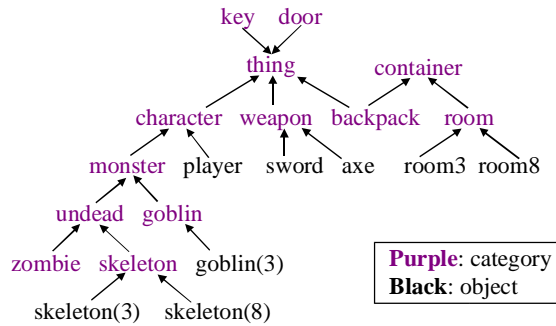 key door
thing container
character weapon backpack room
monster player sword axe room3 room8
undead goblin
zombie skeleton goblin(3)
skeleton(3) skeleton(8)
Purple: category
Black: object